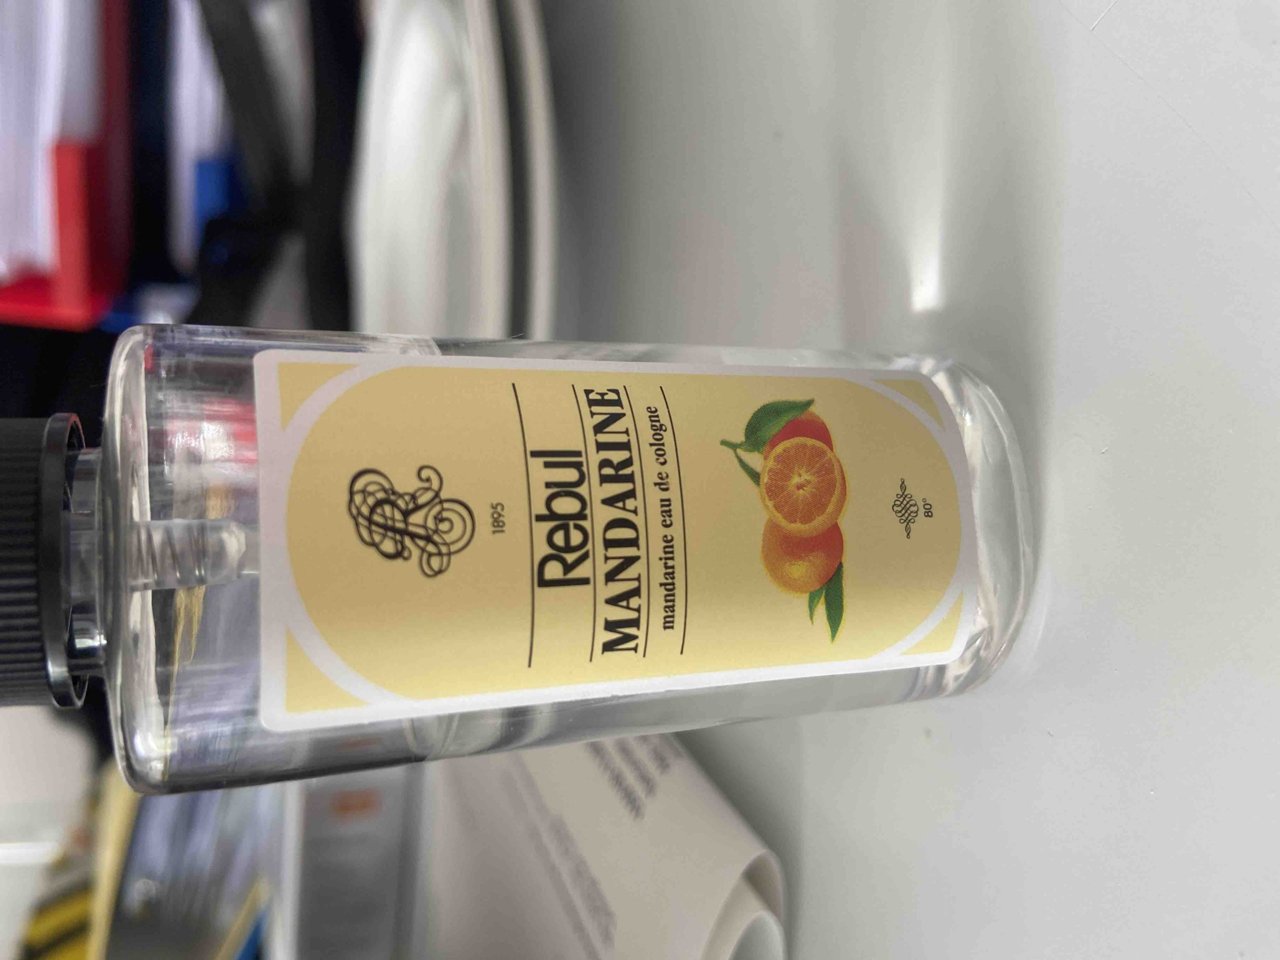 R
1895
Rebul
MANDARINE
mandarine eau de cologne
80°